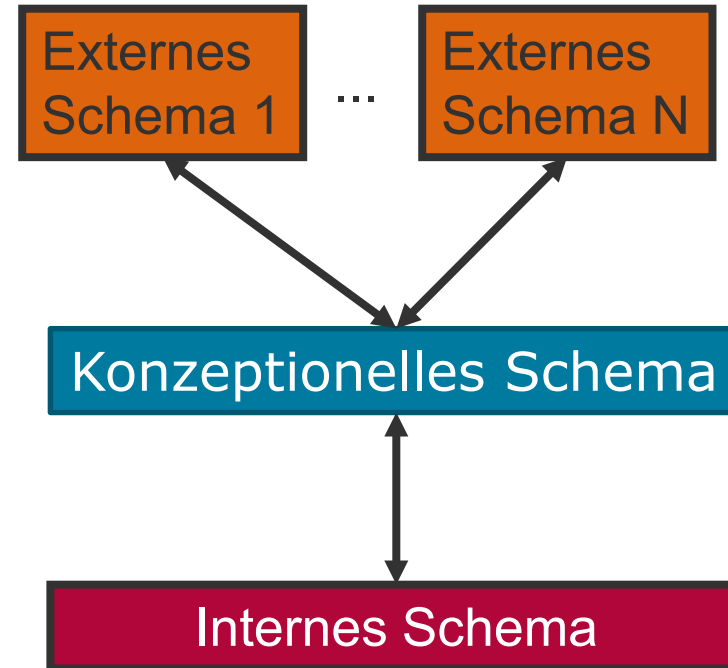 Externes
Schema 1
...
Externes
Schema N
Konzeptionelles Schema
Internes Schema